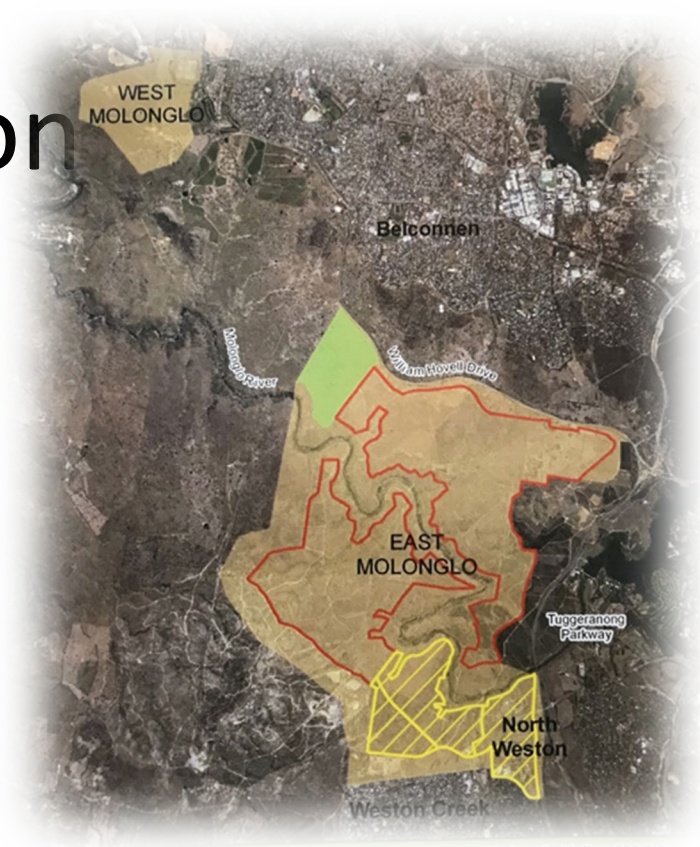 on
WEST
MOLONGLO
Belconnen
Molonglo River
William Hovell Drive
EAST
MOLONGLO
Tuggeranong
Parkway
North
Weston
Weston Creek